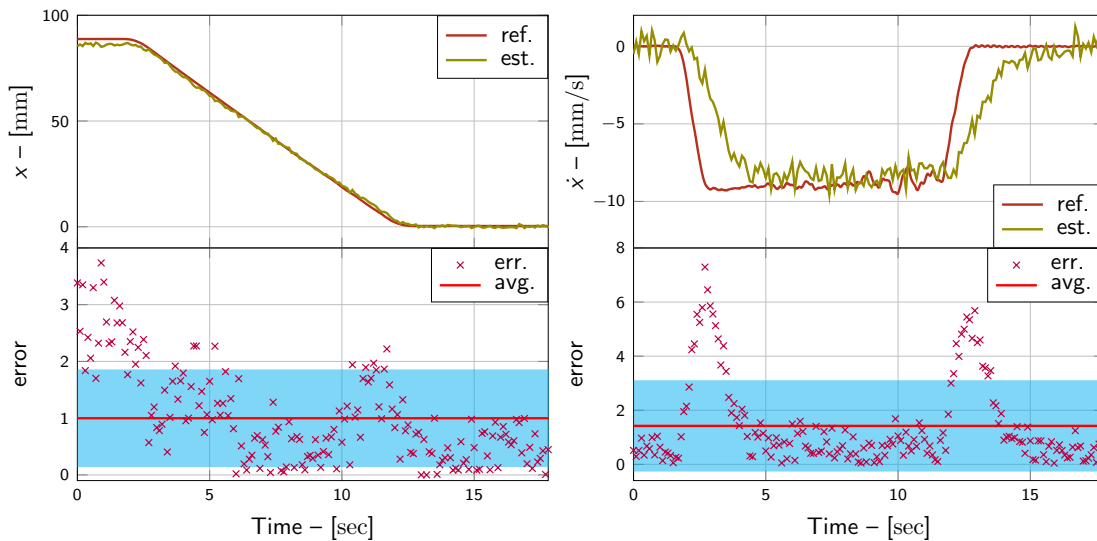 100
50
0
x – [mm]
ref.
est.
4
3
2
1
0
error
err.
avg.
0
5
10
15
Time – [sec]
0
−5
−10
ẋ – [mm/s]
ref.
est.
8
6
4
2
0
error
err.
avg.
0
5
10
15
Time – [sec]